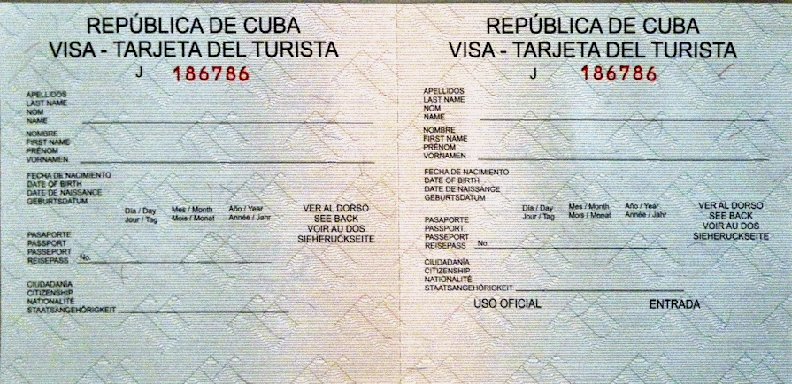 REPÚBLICA DE CUBA
VISA - TARJETA DEL TURISTA
J 186786
APELLIDOS
LAST NAME
NOM
NAME
NOMBRE
FIRST NAME
PRÉNOM
VORNAMEN
FECHA DE NACIMIENTO
DATE OF BIRTH
DATE DE NAISSANCE
GEBURTSDATUM
Día / Day Mes / Month Año / Year
Jour / Tag Mois / Monat Année / Jahr
VER AL DORSO
SEE BACK
VOIR AU DOS
SIEHERUCKSEITE
PASAPORTE
PASSPORT
PASSEPORT
REISEPASS No.
CIUDADANÍA
CITIZENSHIP
NATIONALITÉ
STAATSANGEHÖRIGKEIT
REPÚBLICA DE CUBA
VISA - TARJETA DEL TURISTA
J 186786
APELLIDOS
LAST NAME
NOM
NAME
NOMBRE
FIRST NAME
PRÉNOM
VORNAMEN
FECHA DE NACIMIENTO
DATE OF BIRTH
DATE DE NAISSANCE
GEBURTSDATUM
Día / Day Mes / Month Año / Year
Jour / Tag Mois / Monat Année / Jahr
VER AL DORSO
SEE BACK
VOIR AU DOS
SIEHERUCKSEITE
PASAPORTE
PASSPORT
PASSEPORT
REISEPASS No.
CIUDADANÍA
CITIZENSHIP
NATIONALITÉ
STAATSANGEHÖRIGKEIT
USO OFICIAL ENTRADA